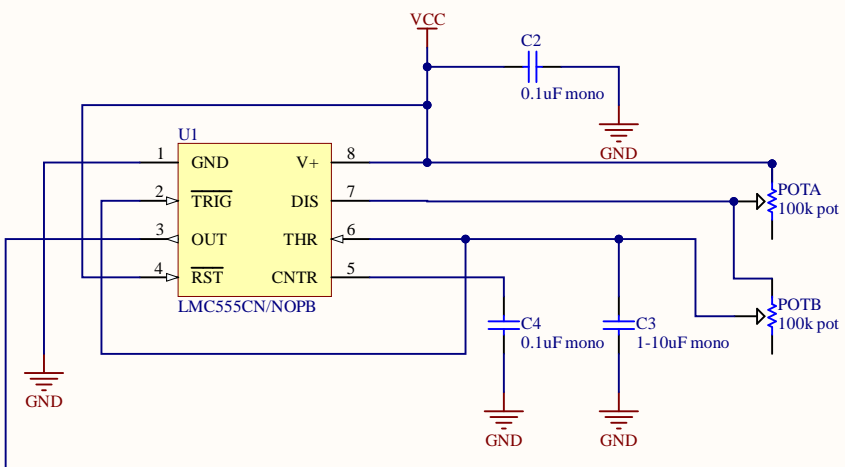 VCC
C2
0.1uF mono
GND
U1
1 GND V+ 8
2 TRIG DIS 7
3 OUT THR 6
4 RST CNTR 5
LMC555CN/NOPB
POTA
100k pot
POTB
100k pot
C4
0.1uF mono
C3
1-10uF mono
GND
GND
GND